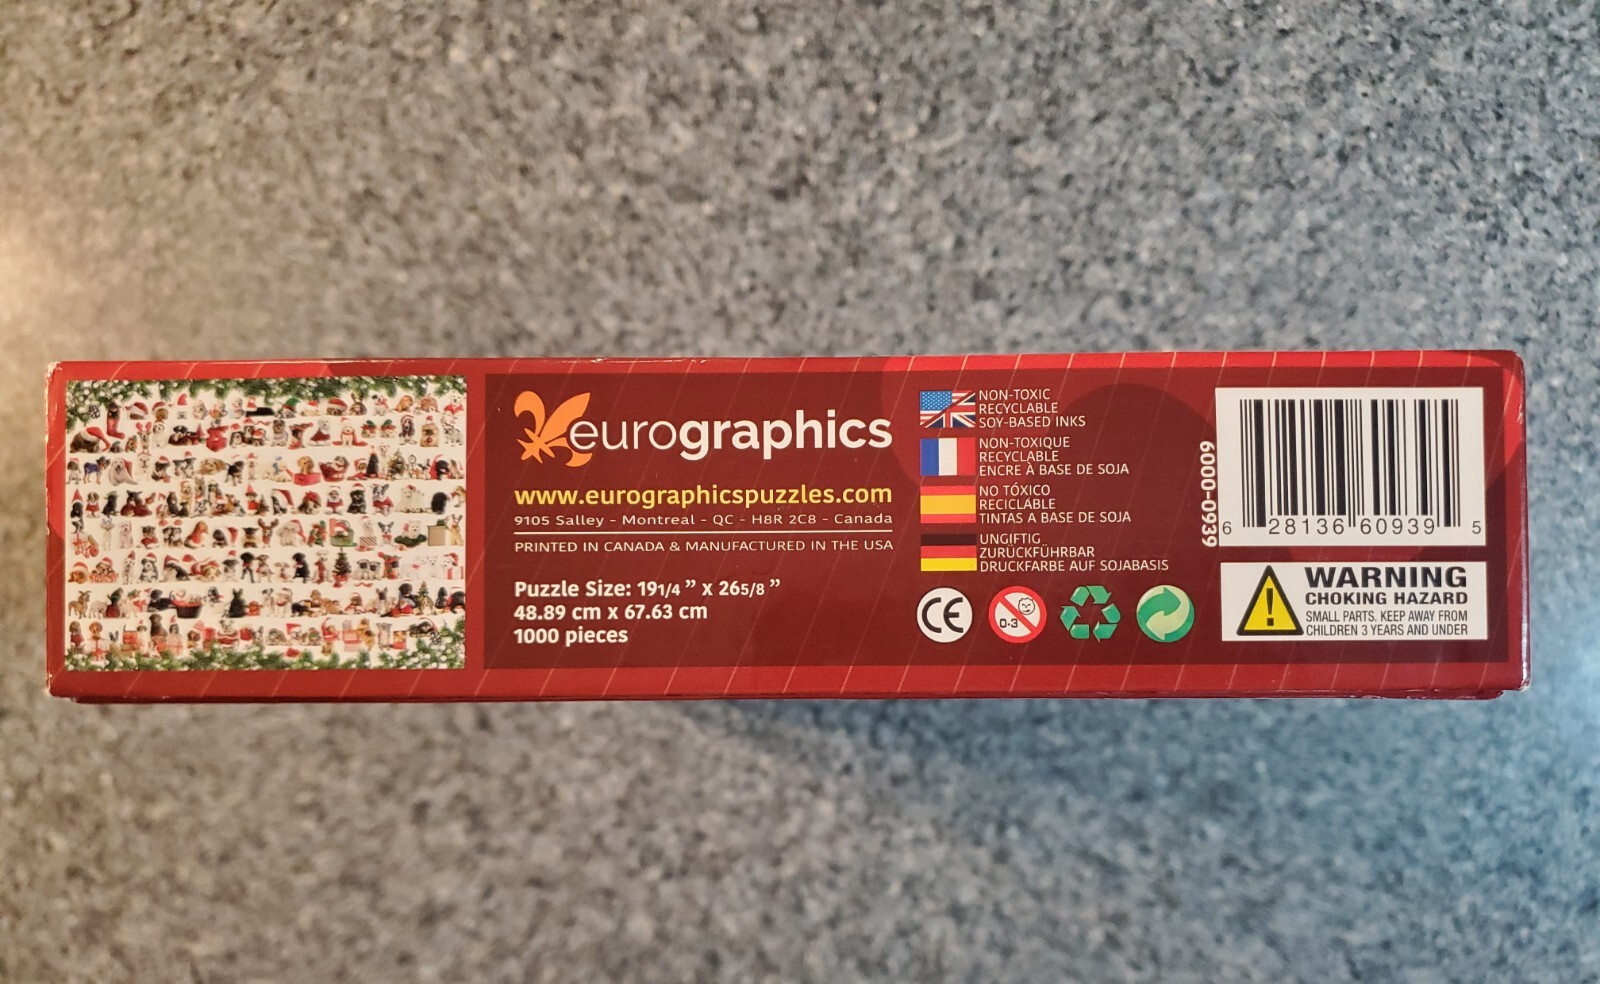 eurographics
www.eurographicspuzzles.com
9105 Salley - Montreal - QC - H8R 2C8 - Canada
PRINTED IN CANADA & MANUFACTURED IN THE USA
Puzzle Size: 19 1/4 ” x 26 5/8 ”
48.89 cm x 67.63 cm
1000 pieces
NON-TOXIC
RECYCLABLE
SOY-BASED INKS
NON-TOXIQUE
RECYCLABLE
ENCRE À BASE DE SOJA
NO TÓXICO
RECICLABLE
TINTAS A BASE DE SOJA
UNGIFTIG
ZURÜCKFÜHRBAR
DRUCKFARBE AUF SOJABASIS
CE
0-3
6000-0939
6 28136 60939 5
WARNING
CHOKING HAZARD
SMALL PARTS. KEEP AWAY FROM
CHILDREN 3 YEARS AND UNDER